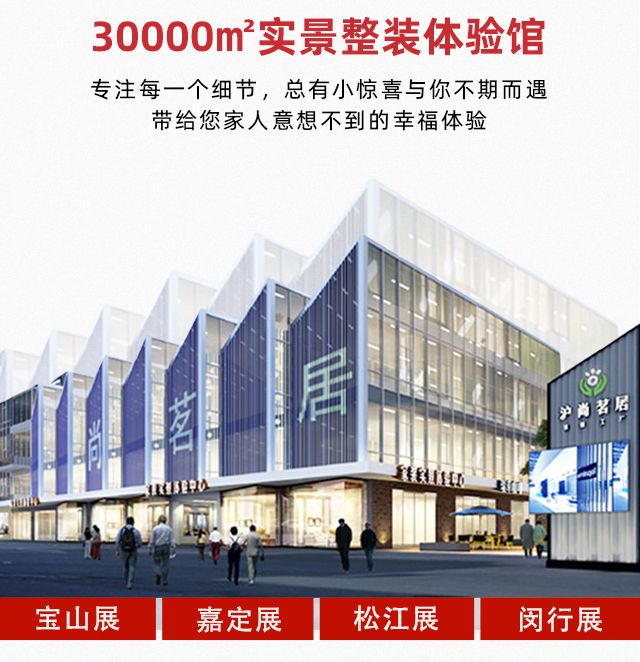 30000㎡实景整装体验馆
专注每一个细节，总有小惊喜与你不期而遇
带给您家人意想不到的幸福体验
尚茗居
沪尚茗居
宝山展
嘉定展
松江展
闵行展